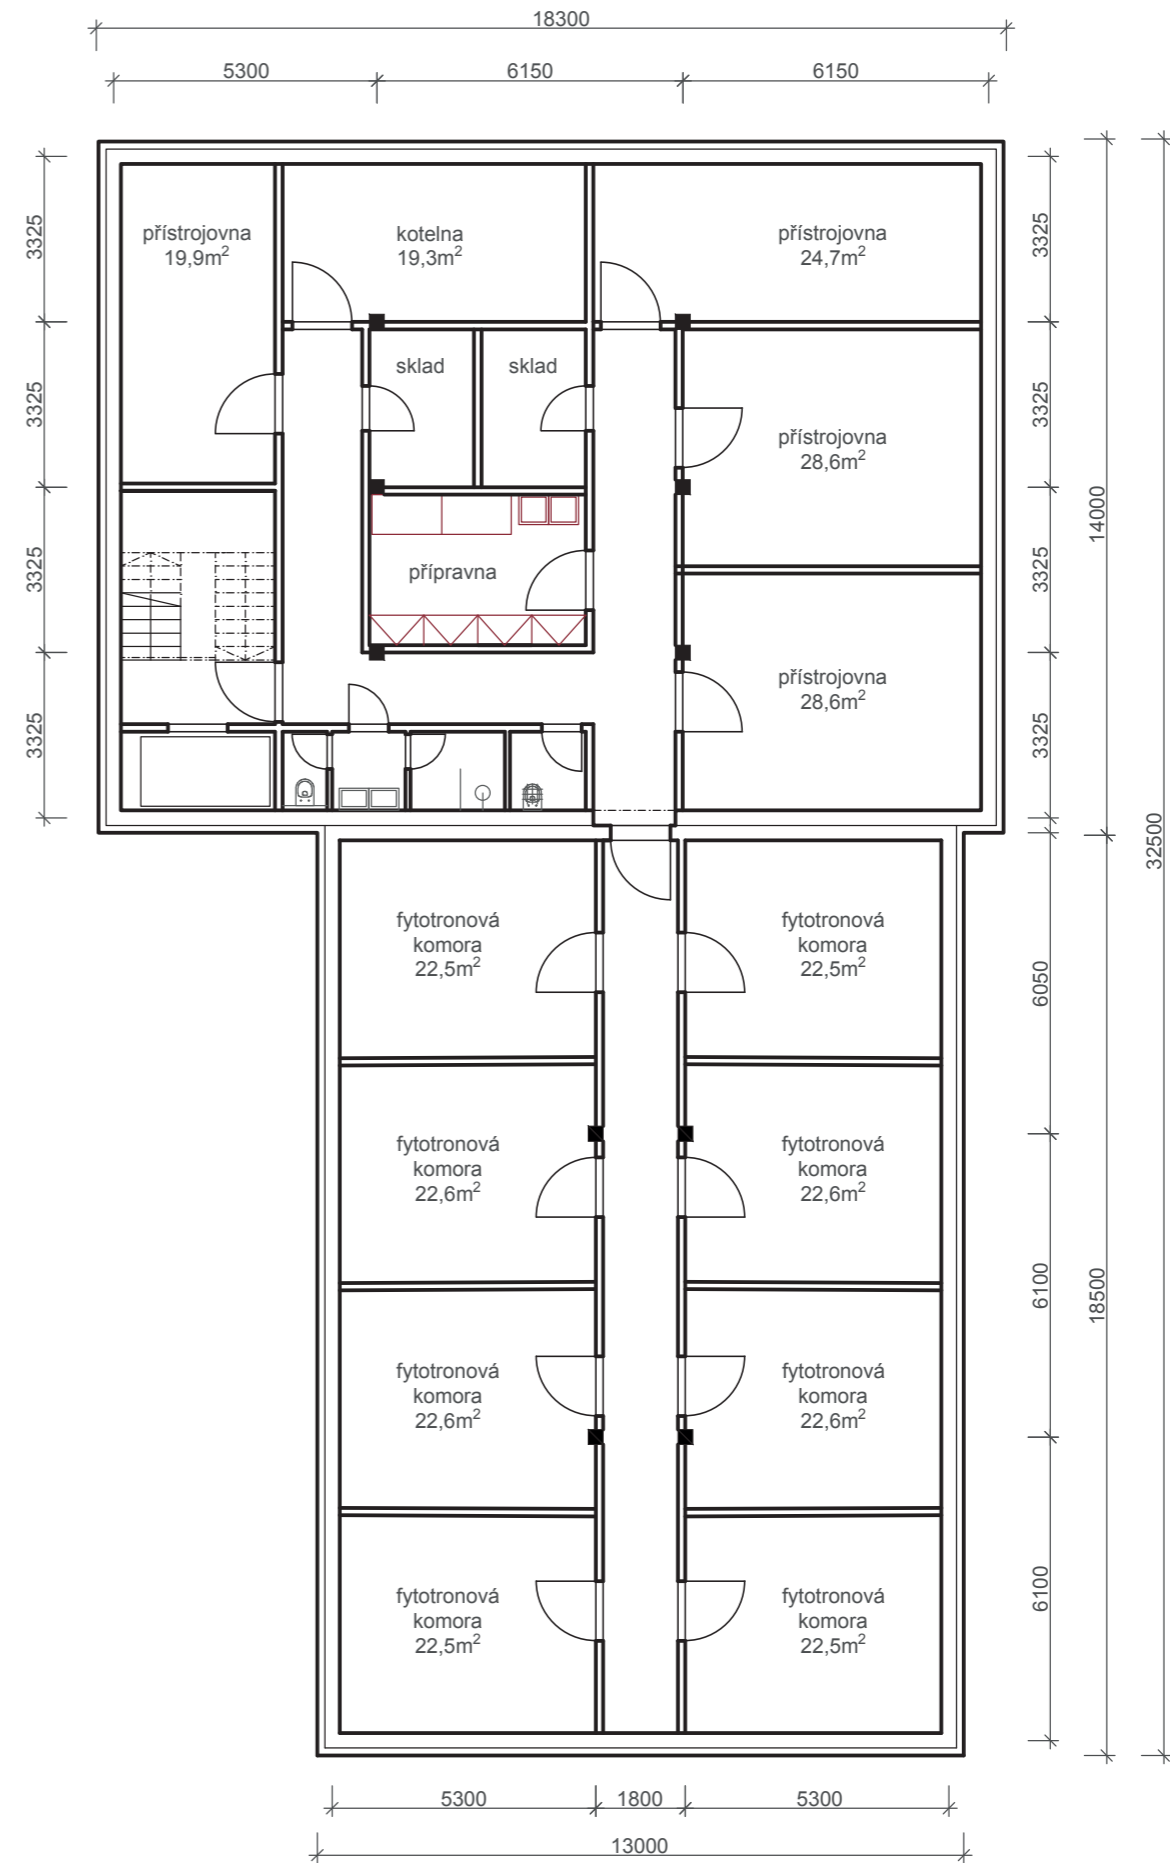 18300
5300
6150
6150
přístrojovna
19,9m²
kotelna
19,3m²
přístrojovna
24,7m²
3325
3325
3325
3325
sklad
sklad
přístrojovna
28,6m²
přípravna
přístrojovna
28,6m²
3325
3325
3325
3325
14000
32500
fytotronová
komora
22,5m²
fytotronová
komora
22,5m²
6050
fytotronová
komora
22,6m²
fytotronová
komora
22,6m²
6100
18500
fytotronová
komora
22,6m²
fytotronová
komora
22,6m²
6100
fytotronová
komora
22,5m²
fytotronová
komora
22,5m²
5300
1800
5300
13000